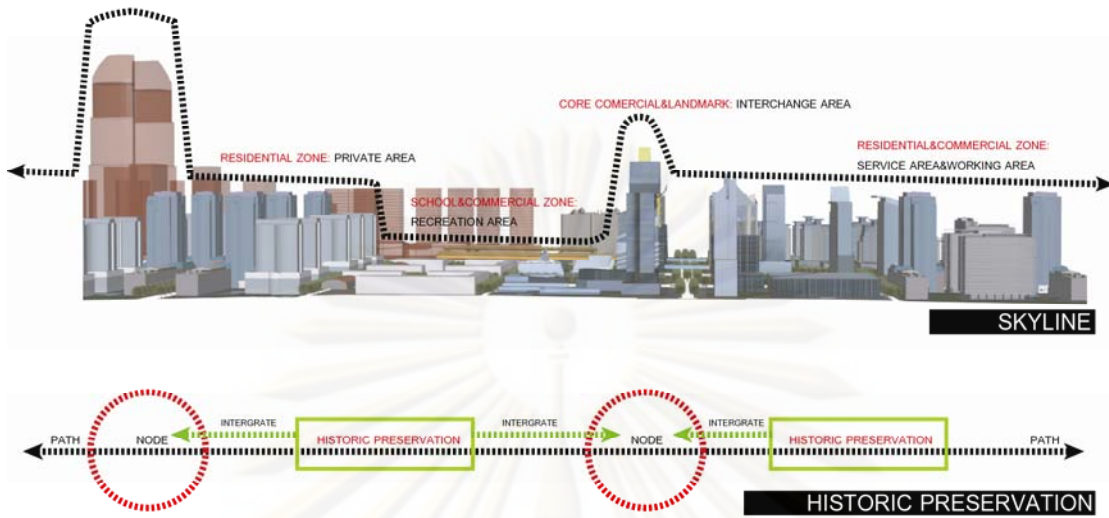 CORE COMERCIAL&LANDMARK: INTERCHANGE AREA
RESIDENTIAL&COMMERCIAL ZONE:
SERVICE AREA&WORKING AREA
RESIDENTIAL ZONE: PRIVATE AREA
SCHOOL&COMMERCIAL ZONE:
RECREATION AREA
SKYLINE
INTERGRATE INTERGRATE INTERGRATE
PATH NODE HISTORIC PRESERVATION NODE HISTORIC PRESERVATION PATH
HISTORIC PRESERVATION